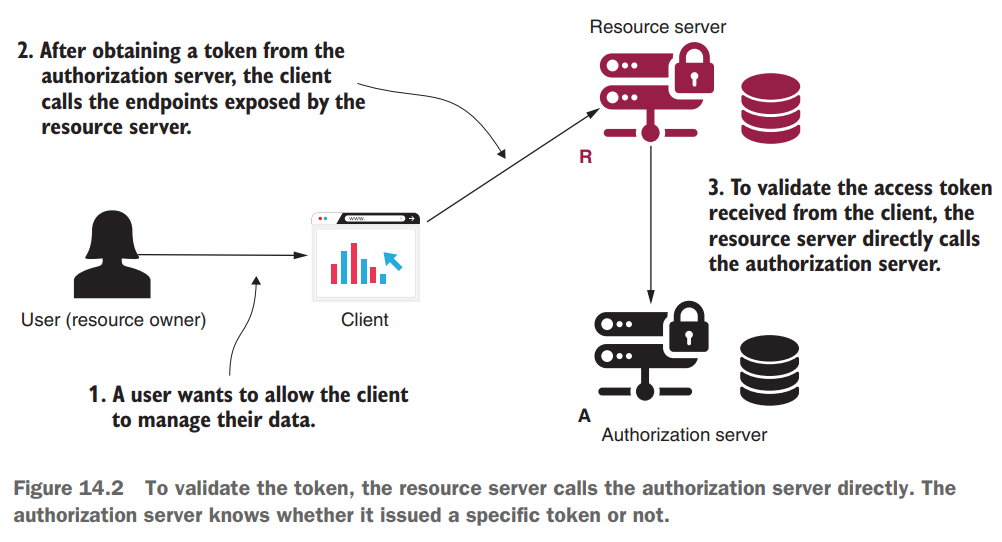 Resource server
2. After obtaining a token from the
authorization server, the client
calls the endpoints exposed by the
resource server.
R
3. To validate the access token
received from the client, the
resource server directly calls
the authorization server.
www.
User (resource owner)
Client
1. A user wants to allow the client
to manage their data.
A
Authorization server
Figure 14.2 To validate the token, the resource server calls the authorization server directly. The
authorization server knows whether it issued a specific token or not.